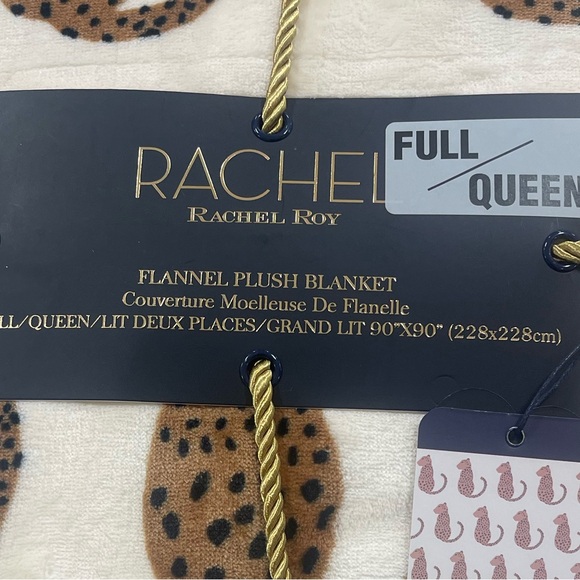 RACHEL
RACHEL ROY
FULL/
QUEEN
FLANNEL PLUSH BLANKET
Couverture Moelleuse De Flanelle
LL/QUEEN/LIT DEUX PLACES/GRAND LIT 90"X90" (228x228cm)